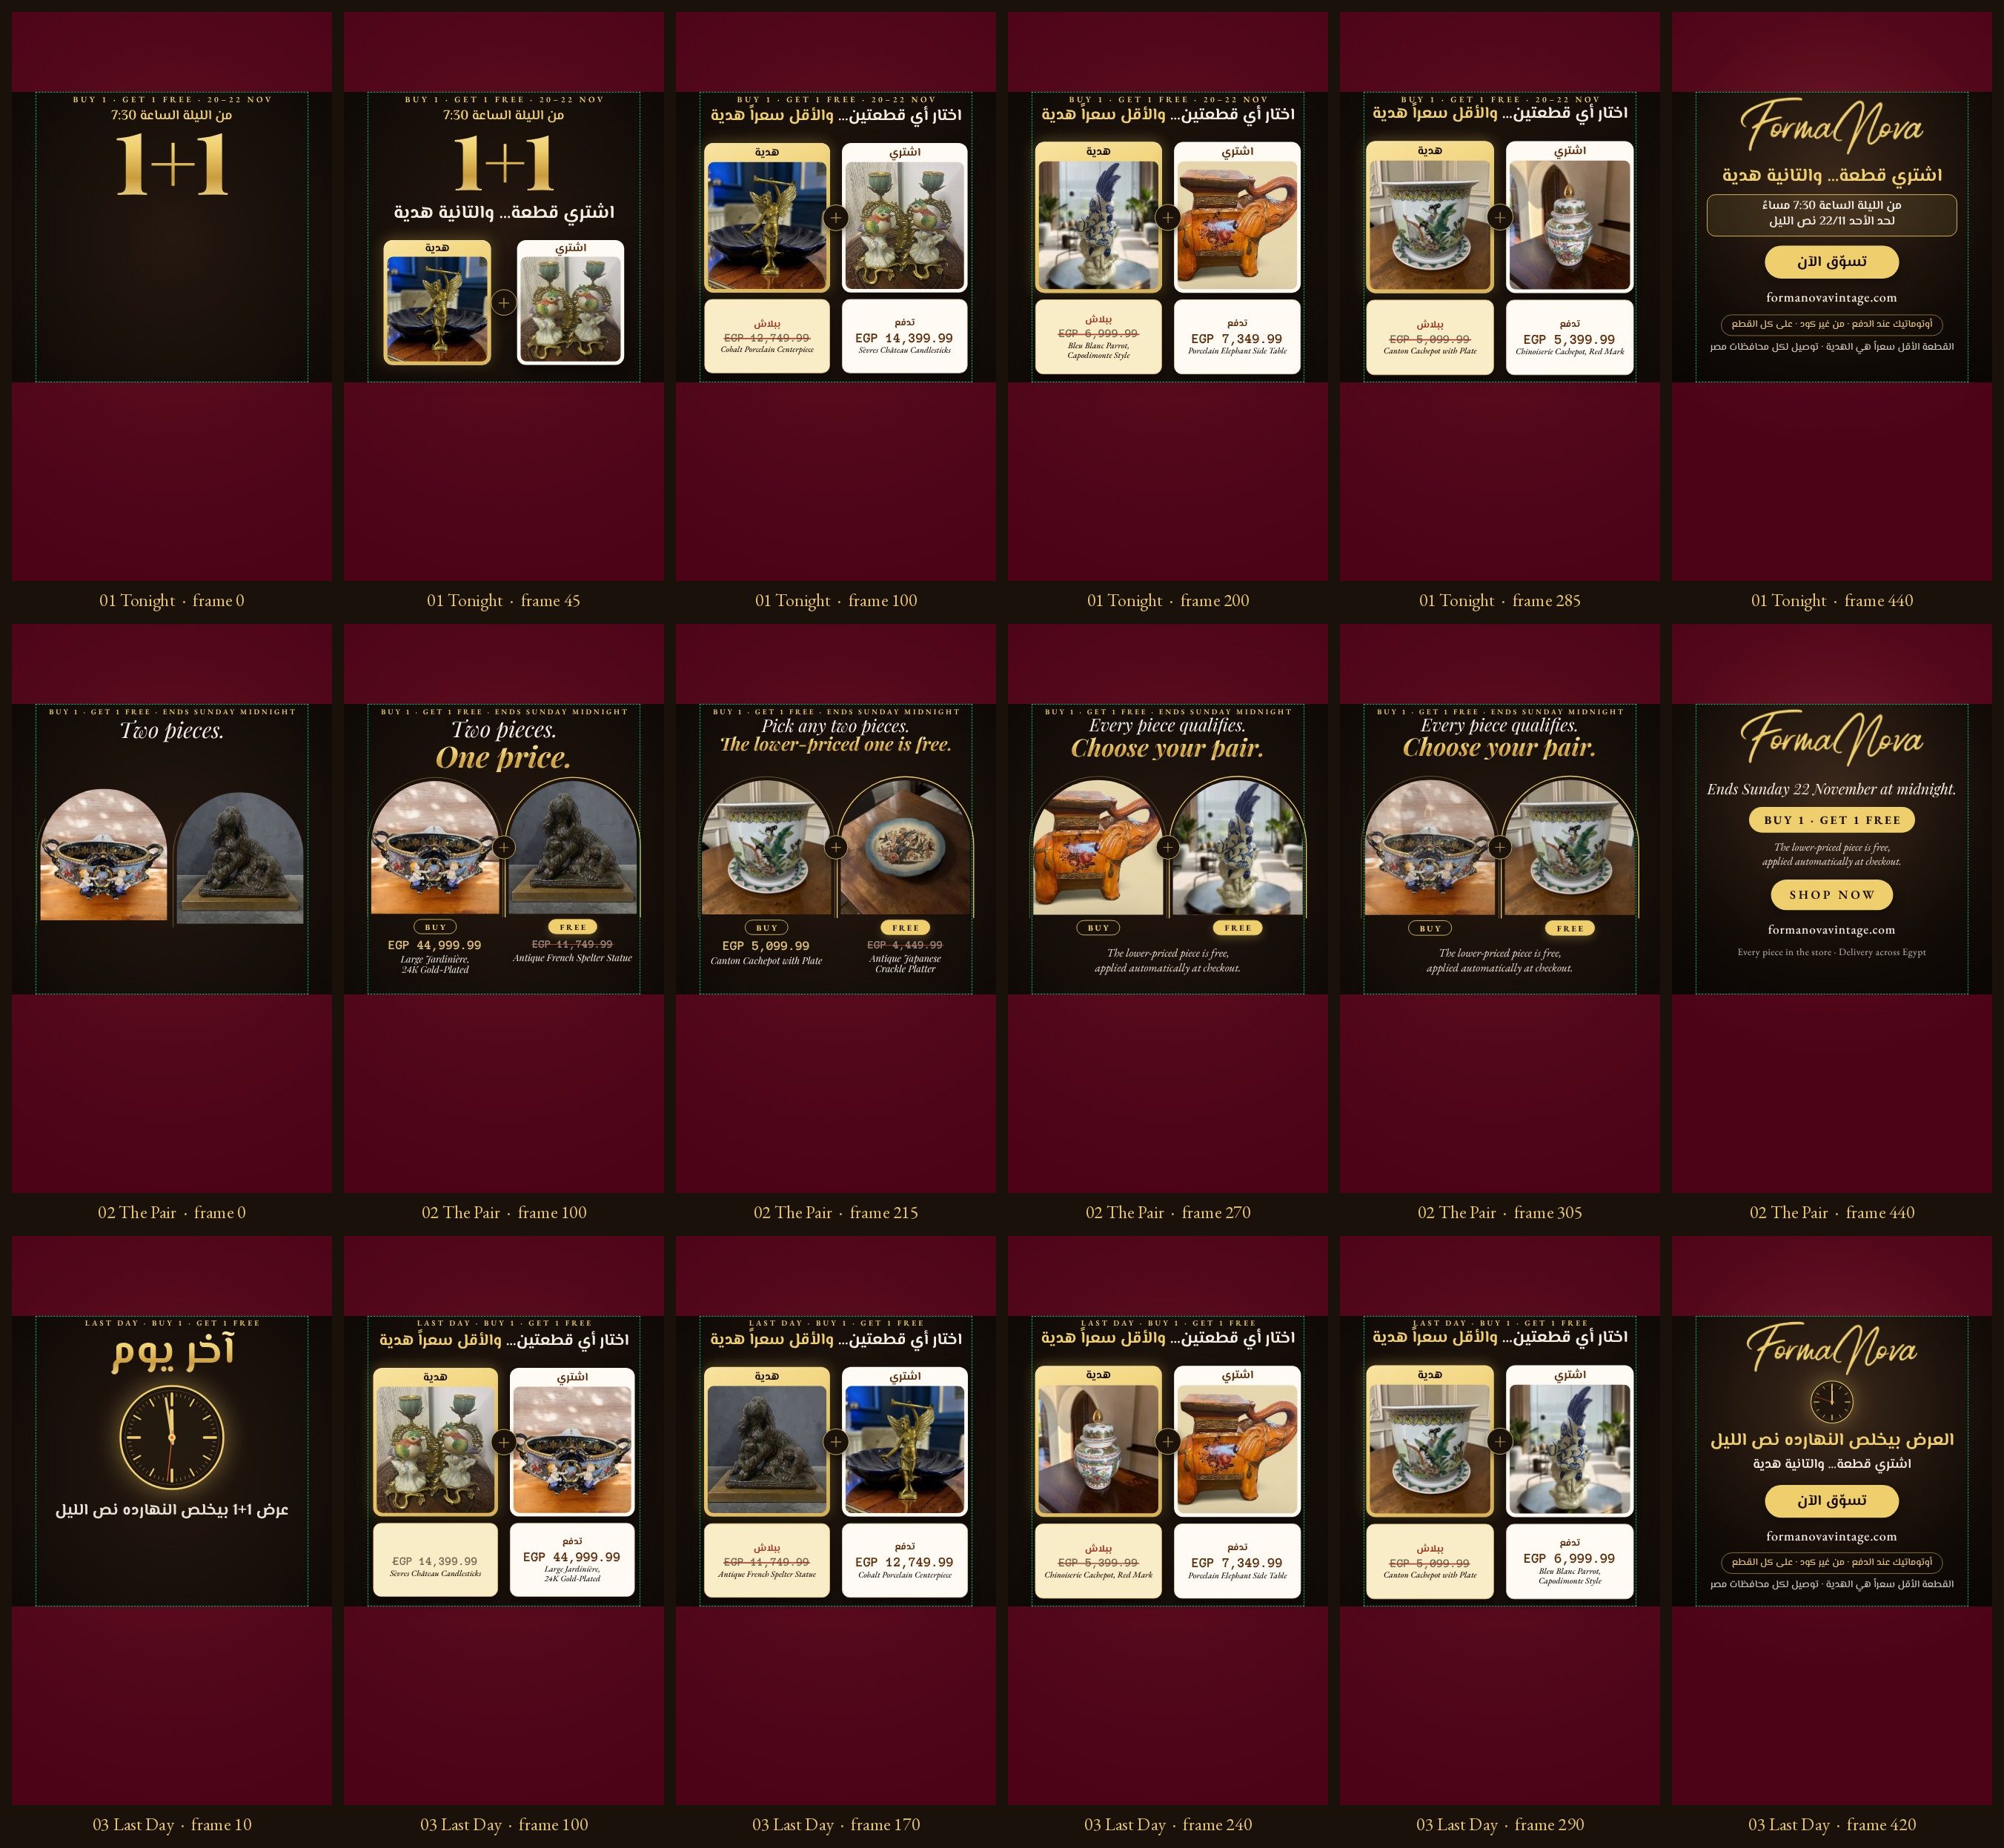 BUY 1 · GET 1 FREE · 20–22 NOV
من الليلة الساعة 7:30
1+1
01 Tonight · frame 0
BUY 1 · GET 1 FREE · 20–22 NOV
من الليلة الساعة 7:30
1+1
اشتري قطعة... والتانية هدية
اشتري
هدية
01 Tonight · frame 45
BUY 1 · GET 1 FREE · 20–22 NOV
اختار أي قطعتين... والأقل سعراً هدية
اشتري
هدية
تدفع
EGP 14,399.99
Sèvres Château Candlesticks
ببلاش
EGP 12,749.99
Cobalt Porcelain Centerpiece
01 Tonight · frame 100
BUY 1 · GET 1 FREE · 20–22 NOV
اختار أي قطعتين... والأقل سعراً هدية
اشتري
هدية
تدفع
EGP 7,349.99
Porcelain Elephant Side Table
ببلاش
EGP 6,999.99
Bleu Blanc Parrot,
Capodimonte Style
01 Tonight · frame 200
BUY 1 · GET 1 FREE · 20–22 NOV
اختار أي قطعتين... والأقل سعراً هدية
اشتري
هدية
تدفع
EGP 5,399.99
Chinoiserie Cachepot, Red Mark
ببلاش
EGP 5,099.99
Canton Cachepot with Plate
01 Tonight · frame 285
FormaNova
اشتري قطعة... والتانية هدية
من الليلة الساعة 7:30 مساءً
لحد الأحد 22/11 نص الليل
تسوّق الآن
formanovavintage.com
أوتوماتيك عند الدفع · من غير كود · على كل القطع
القطعة الأقل سعراً هي الهدية · توصيل لكل محافظات مصر
01 Tonight · frame 440
BUY 1 · GET 1 FREE · ENDS SUNDAY MIDNIGHT
Two pieces.
02 The Pair · frame 0
BUY 1 · GET 1 FREE · ENDS SUNDAY MIDNIGHT
Two pieces.
One price.
BUY
EGP 44,999.99
Large Jardinière,
24K Gold-Plated
FREE
EGP 11,749.99
Antique French Spelter Statue
02 The Pair · frame 100
BUY 1 · GET 1 FREE · ENDS SUNDAY MIDNIGHT
Pick any two pieces.
The lower-priced one is free.
BUY
EGP 5,099.99
Canton Cachepot with Plate
FREE
EGP 4,449.99
Antique Japanese
Crackle Platter
02 The Pair · frame 215
BUY 1 · GET 1 FREE · ENDS SUNDAY MIDNIGHT
Every piece qualifies.
Choose your pair.
BUY
FREE
The lower-priced piece is free,
applied automatically at checkout.
02 The Pair · frame 270
BUY 1 · GET 1 FREE · ENDS SUNDAY MIDNIGHT
Every piece qualifies.
Choose your pair.
BUY
FREE
The lower-priced piece is free,
applied automatically at checkout.
02 The Pair · frame 305
FormaNova
Ends Sunday 22 November at midnight.
BUY 1 · GET 1 FREE
The lower-priced piece is free,
applied automatically at checkout.
SHOP NOW
formanovavintage.com
Every piece in the store · Delivery across Egypt
02 The Pair · frame 440
LAST DAY · BUY 1 · GET 1 FREE
آخر يوم
عرض 1+1 بيخلص النهارده نص الليل
03 Last Day · frame 10
LAST DAY · BUY 1 · GET 1 FREE
اختار أي قطعتين... والأقل سعراً هدية
اشتري
هدية
تدفع
EGP 44,999.99
Large Jardinière,
24K Gold-Plated
EGP 14,399.99
Sèvres Château Candlesticks
03 Last Day · frame 100
LAST DAY · BUY 1 · GET 1 FREE
اختار أي قطعتين... والأقل سعراً هدية
اشتري
هدية
تدفع
EGP 12,749.99
Cobalt Porcelain Centerpiece
ببلاش
EGP 11,749.99
Antique French Spelter Statue
03 Last Day · frame 170
LAST DAY · BUY 1 · GET 1 FREE
اختار أي قطعتين... والأقل سعراً هدية
اشتري
هدية
تدفع
EGP 7,349.99
Porcelain Elephant Side Table
ببلاش
EGP 5,399.99
Chinoiserie Cachepot, Red Mark
03 Last Day · frame 240
LAST DAY · BUY 1 · GET 1 FREE
اختار أي قطعتين... والأقل سعراً هدية
اشتري
هدية
تدفع
EGP 6,999.99
Bleu Blanc Parrot,
Capodimonte Style
ببلاش
EGP 5,099.99
Canton Cachepot with Plate
03 Last Day · frame 290
FormaNova
العرض بيخلص النهارده نص الليل
اشتري قطعة... والتانية هدية
تسوّق الآن
formanovavintage.com
أوتوماتيك عند الدفع · من غير كود · على كل القطع
القطعة الأقل سعراً هي الهدية · توصيل لكل محافظات مصر
03 Last Day · frame 420